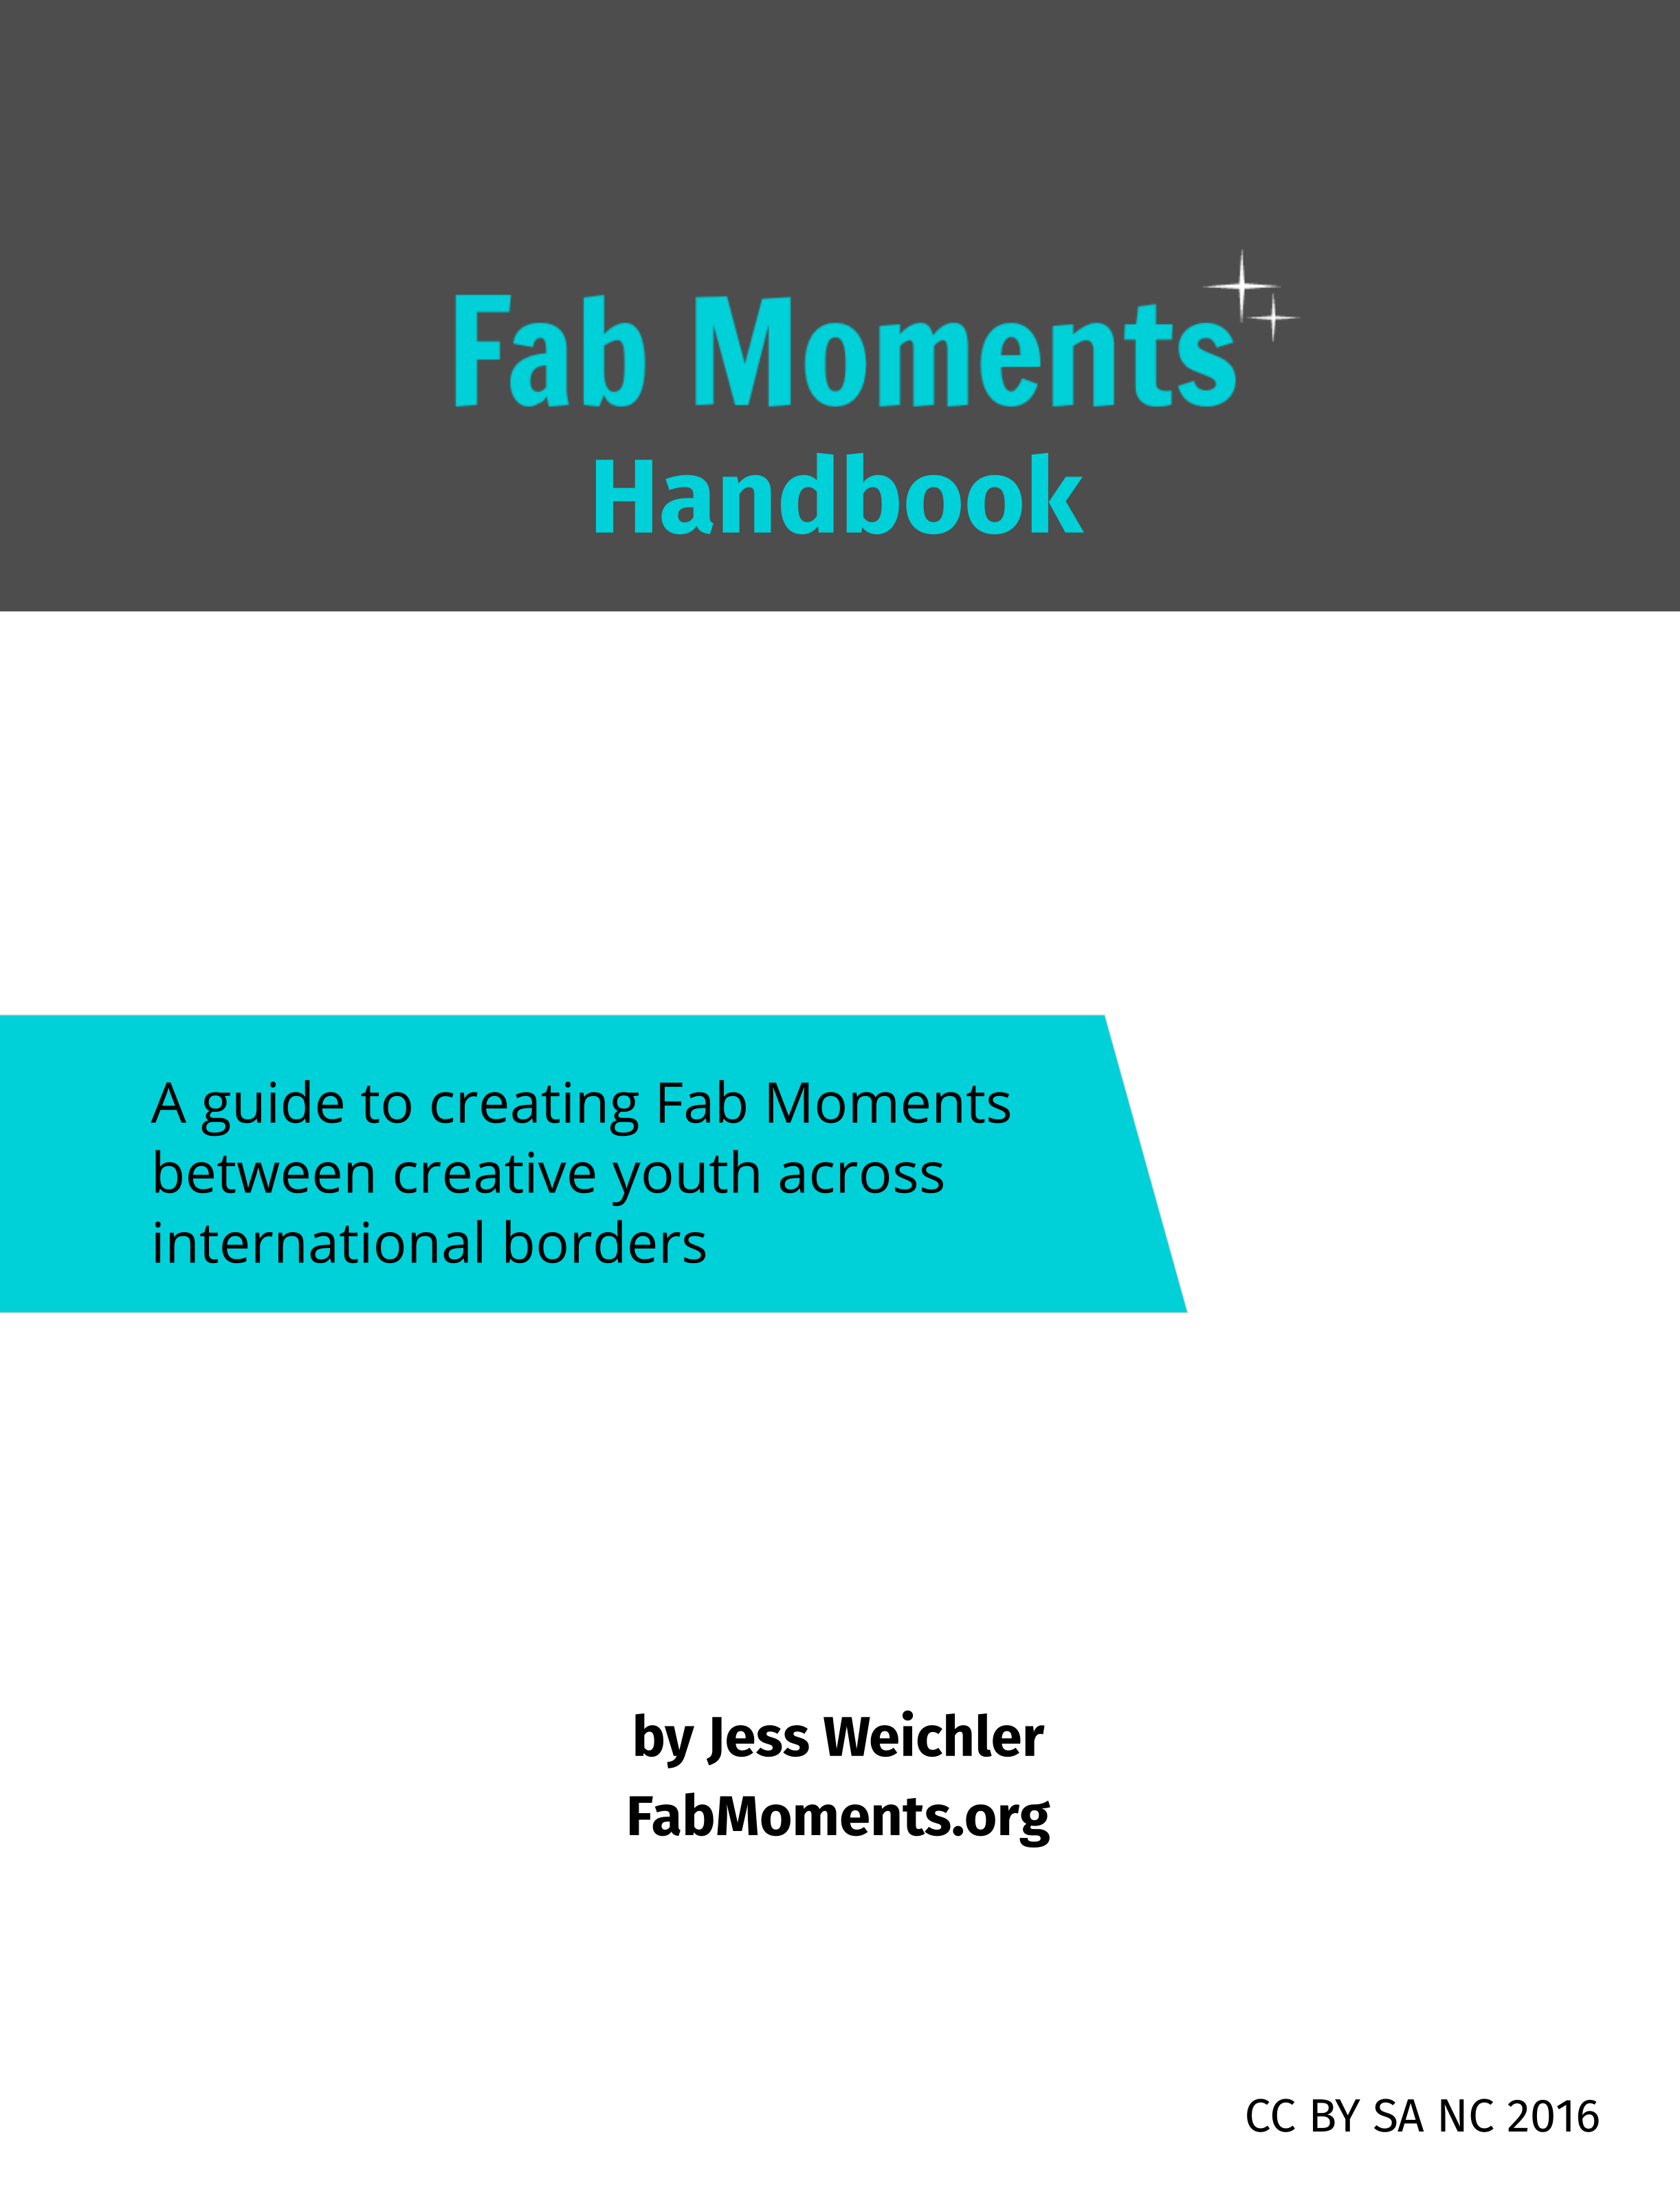 Fab Moments
Handbook
A guide to creating Fab Moments
between creative youth across
international borders
by Jess Weichler
FabMoments.org
CC BY SA NC 2016